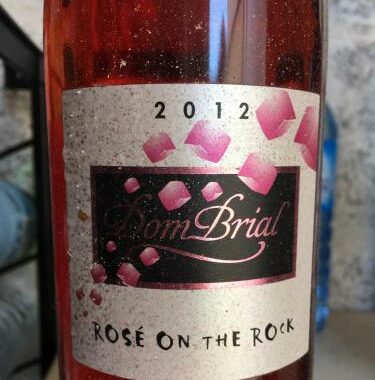 2012
Dom Brial
ROSÉ ON THE ROCK